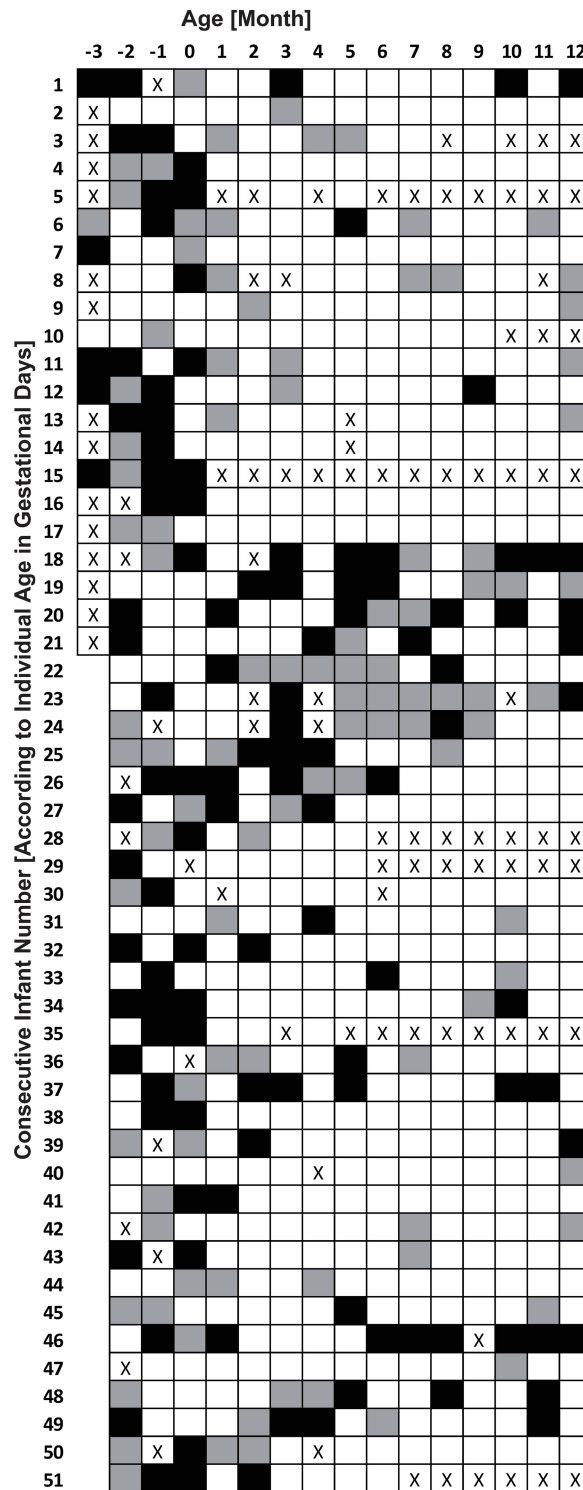 Age [Month]
-3 -2 -1 0 1 2 3 4 5 6 7 8 9 10 11 12
Consecutive Infant Number [According to Individual Age in Gestational Days]
1 X
2 X
3 X X X X X
4 X
5 X X X X X X X X X X X
6
7
8 X X X X
9 X
10 X X X
11
12
13 X X
14 X X
15 X X X X X X X X X X X X
16 X X
17 X
18 X X X
19 X
20 X
21 X
22
23 X X X
24 X X X
25
26 X
27
28 X X X X X X X X
29 X X X X X X X X
30 X X
31
32
33
34
35 X X X X X X X X X
36 X
37
38
39 X
40 X
41
42 X
43 X
44
45
46 X
47 X
48
49
50 X X
51 X X X X X X